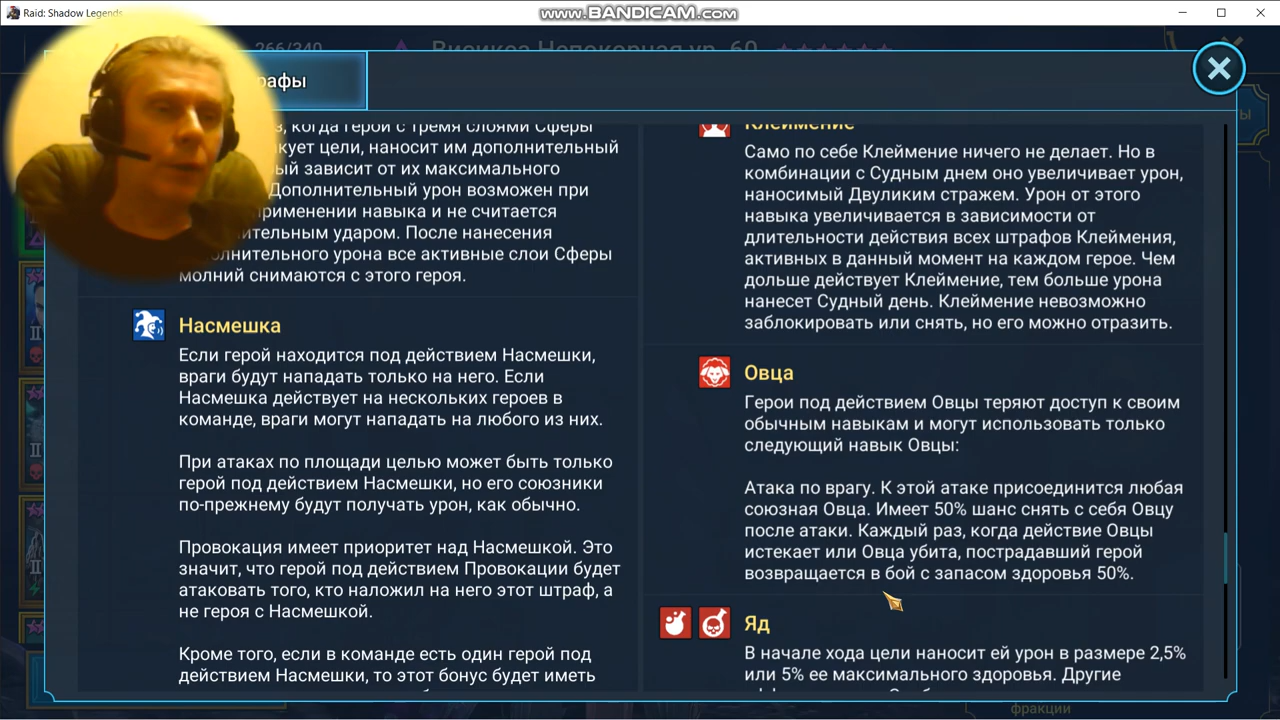 Raid: Shadow Legends
www.BANDICAM.com
266/340
Висикса Непокорная ур. 60
рафы
з, когда герой с тремя слоями Сферы
акует цели, наносит им дополнительный
ый зависит от их максимального
Дополнительный урон возможен при
применении навыка и не считается
ительным ударом. После нанесения
олнительного урона все активные слои Сферы
молний снимаются с этого героя.
Насмешка
Если герой находится под действием Насмешки,
враги будут нападать только на него. Если
Насмешка действует на нескольких героев в
команде, враги могут нападать на любого из них.
При атаках по площади целью может быть только
герой под действием Насмешки, но его союзники
по-прежнему будут получать урон, как обычно.
Провокация имеет приоритет над Насмешкой. Это
значит, что герой под действием Провокации будет
атаковать того, кто наложил на него этот штраф, а
не героя с Насмешкой.
Кроме того, если в команде есть один герой под
действием Насмешки, то этот бонус будет иметь
Клеймение
Само по себе Клеймение ничего не делает. Но в
комбинации с Судным днем оно увеличивает урон,
наносимый Двуликим стражем. Урон от этого
навыка увеличивается в зависимости от
длительности действия всех штрафов Клеймения,
активных в данный момент на каждом герое. Чем
дольше действует Клеймение, тем больше урона
нанесет Судный день. Клеймение невозможно
заблокировать или снять, но его можно отразить.
Овца
Герои под действием Овцы теряют доступ к своим
обычным навыкам и могут использовать только
следующий навык Овцы:
Атака по врагу. К этой атаке присоединится любая
союзная Овца. Имеет 50% шанс снять с себя Овцу
после атаки. Каждый раз, когда действие Овцы
истекает или Овца убита, пострадавший герой
возвращается в бой с запасом здоровья 50%.
Яд
В начале хода цели наносит ей урон в размере 2,5%
или 5% ее максимального здоровья. Другие
ы
фракции